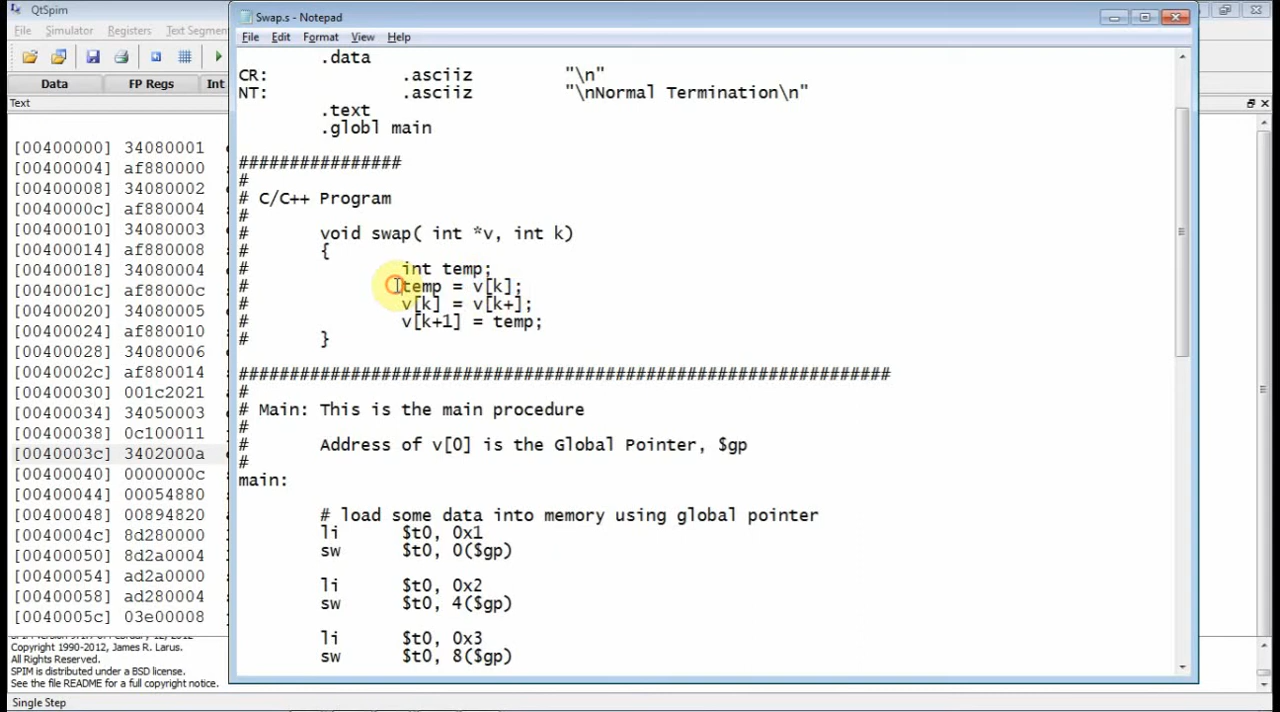 QtSpim
File Simulator Registers Text Segmen
Data FP Regs Int
Text
[00400000] 34080001
[00400004] af880000
[00400008] 34080002
[0040000c] af880004
[00400010] 34080003
[00400014] af880008
[00400018] 34080004
[0040001c] af88000c
[00400020] 34080005
[00400024] af880010
[00400028] 34080006
[0040002c] af880014
[00400030] 001c2021
[00400034] 34050003
[00400038] 0c100011
[0040003c] 3402000a
[00400040] 0000000c
[00400044] 00054880
[00400048] 00894820
[0040004c] 8d280000
[00400050] 8d2a0004
[00400054] ad2a0000
[00400058] ad280004
[0040005c] 03e00008
Copyright 1990-2012, James R. Larus.
All Rights Reserved.
SPIM is distributed under a BSD license.
See the file README for a full copyright notice.
Single Step
Swap.s - Notepad
File Edit Format View Help
.data
CR: .asciiz "\n"
NT: .asciiz "\nNormal Termination\n"
.text
.globl main
################
#
# C/C++ Program
#
# void swap( int *v, int k)
# {
# int temp;
# temp = v[k];
# v[k] = v[k+];
# v[k+1] = temp;
# }
################################################################
#
# Main: This is the main procedure
#
# Address of v[0] is the Global Pointer, $gp
#
main:
# load some data into memory using global pointer
li $t0, 0x1
sw $t0, 0($gp)
li $t0, 0x2
sw $t0, 4($gp)
li $t0, 0x3
sw $t0, 8($gp)